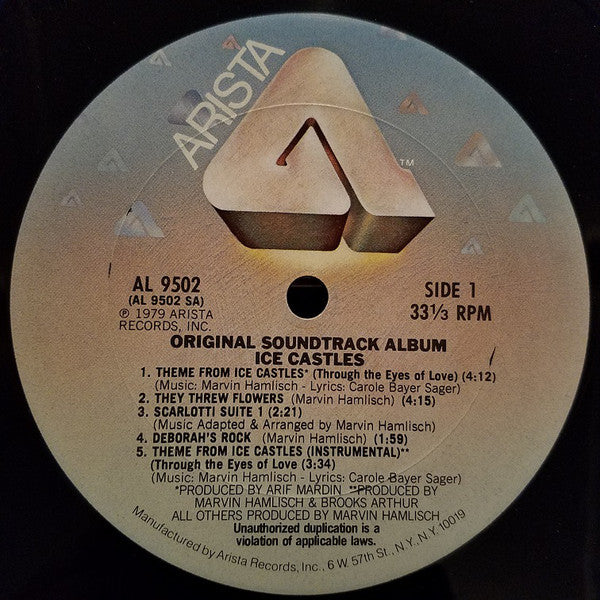 ARISTA
TM
AL 9502
(AL 9502 SA)
℗ 1979 ARISTA
RECORDS, INC.
SIDE 1
33⅓ RPM
ORIGINAL SOUNDTRACK ALBUM
ICE CASTLES
1. THEME FROM ICE CASTLES* (Through the Eyes of Love) (4:12)
(Music: Marvin Hamlisch - Lyrics: Carole Bayer Sager)
2. THEY THREW FLOWERS (Marvin Hamlisch) (4:15)
3. SCARLOTTI SUITE 1 (2:21)
(Music Adapted & Arranged by Marvin Hamlisch)
4. DEBORAH'S ROCK (Marvin Hamlisch) (1:59)
5. THEME FROM ICE CASTLES (INSTRUMENTAL)**
(Through the Eyes of Love (3:34)
(Music: Marvin Hamlisch - Lyrics: Carole Bayer Sager)
*PRODUCED BY ARIF MARDIN **PRODUCED BY
MARVIN HAMLISCH & BROOKS ARTHUR
ALL OTHERS PRODUCED BY MARVIN HAMLISCH
Unauthorized duplication is a
violation of applicable laws.
Manufactured by Arista Records, Inc., 6 W. 57th St., N.Y., N.Y. 10019